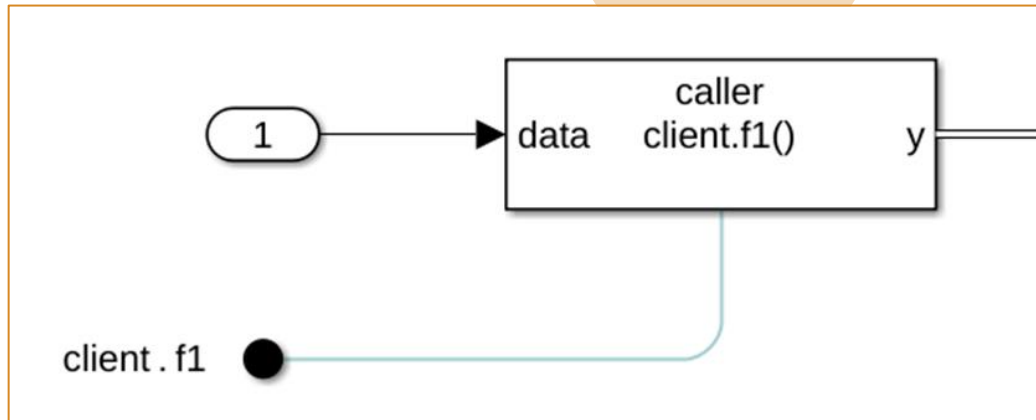 caller
1
data client.f1() y
client . f1